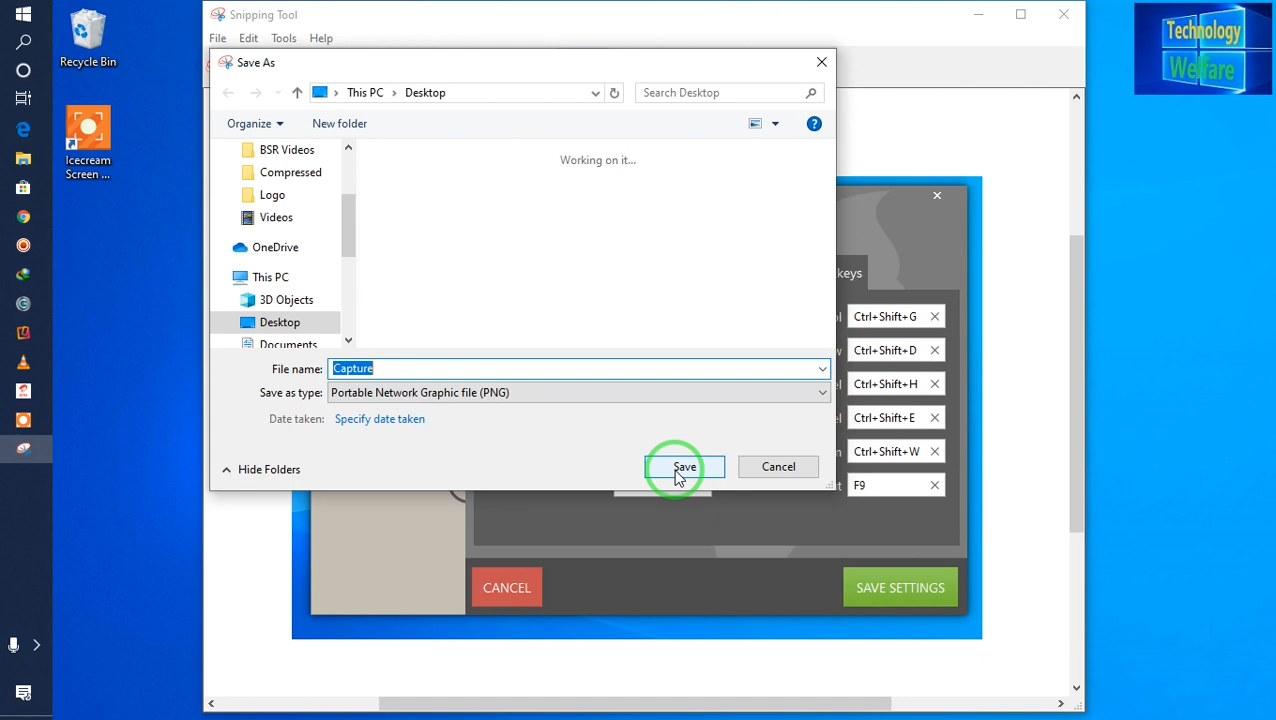 Snipping Tool
File Edit Tools Help
Technology
Welfare
Recycle Bin
Save As
This PC > Desktop
Search Desktop
Organize
New folder
BSR Videos
Compressed
Logo
Videos
OneDrive
This PC
3D Objects
Desktop
Documents
Working on it...
Icecream
Screen ...
File name: Capture
Save as type: Portable Network Graphic file (PNG)
Date taken: Specify date taken
Hide Folders
Save
Cancel
keys
Ctrl+Shift+G
Ctrl+Shift+D
Ctrl+Shift+H
Ctrl+Shift+E
Ctrl+Shift+W
F9
CANCEL
SAVE SETTINGS